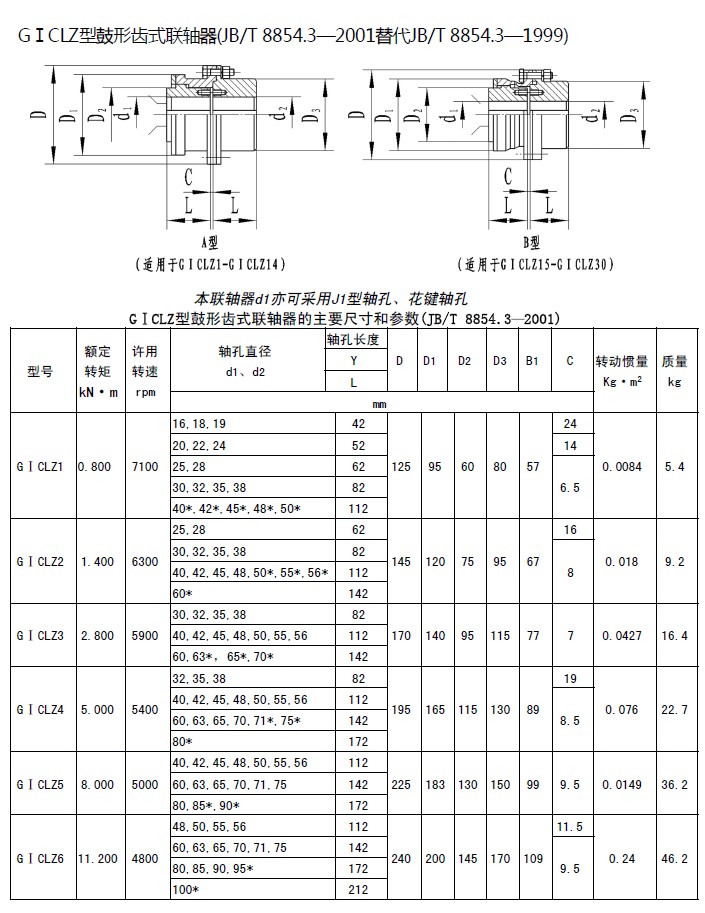 GⅠCLZ型鼓形齿式联轴器(JB/T 8854.3—2001替代JB/T 8854.3—1999)
D D1 D2 d1 d2 D3 D D1 D2 d1 d2 D3
C C
L L L L
A型 B型
(适用于GⅠCLZ1-GⅠCLZ14) (适用于GⅠCLZ15-GⅠCLZ30)
本联轴器d1亦可采用J1型轴孔、花键轴孔
GⅠCLZ型鼓形齿式联轴器的主要尺寸和参数(JB/T 8854.3—2001)
型号 额定转矩 kN·m 许用转速 rpm 轴孔直径 d1、d2 轴孔长度 Y L D D1 D2 D3 B1 C 转动惯量 Kg·m² 质量 kg
mm
16,18,19 42 24
20,22,24 52 14
GⅠCLZ1 0.800 7100 25,28 62 125 95 60 80 57 6.5 0.0084 5.4
30,32,35,38 82
40*,42*,45*,48*,50* 112
25,28 62 16
GⅠCLZ2 1.400 6300 30,32,35,38 82 145 120 75 95 67 8 0.018 9.2
40,42,45,48,50*,55*,56* 112
60* 142
30,32,35,38 82
GⅠCLZ3 2.800 5900 40,42,45,48,50,55,56 112 170 140 95 115 77 7 0.0427 16.4
60,63*, 65*,70* 142
32,35,38 82 19
GⅠCLZ4 5.000 5400 40,42,45,48,50,55,56 112 195 165 115 130 89 8.5 0.076 22.7
60,63,65,70,71*,75* 142
80* 172
40,42,45,48,50,55,56 112
GⅠCLZ5 8.000 5000 60,63,65,70,71,75 142 225 183 130 150 99 9.5 0.0149 36.2
80,85*,90* 172
48,50,55,56 112 11.5
GⅠCLZ6 11.200 4800 60,63,65,70,71,75 142 240 200 145 170 109 9.5 0.24 46.2
80,85,90,95* 172
100* 212